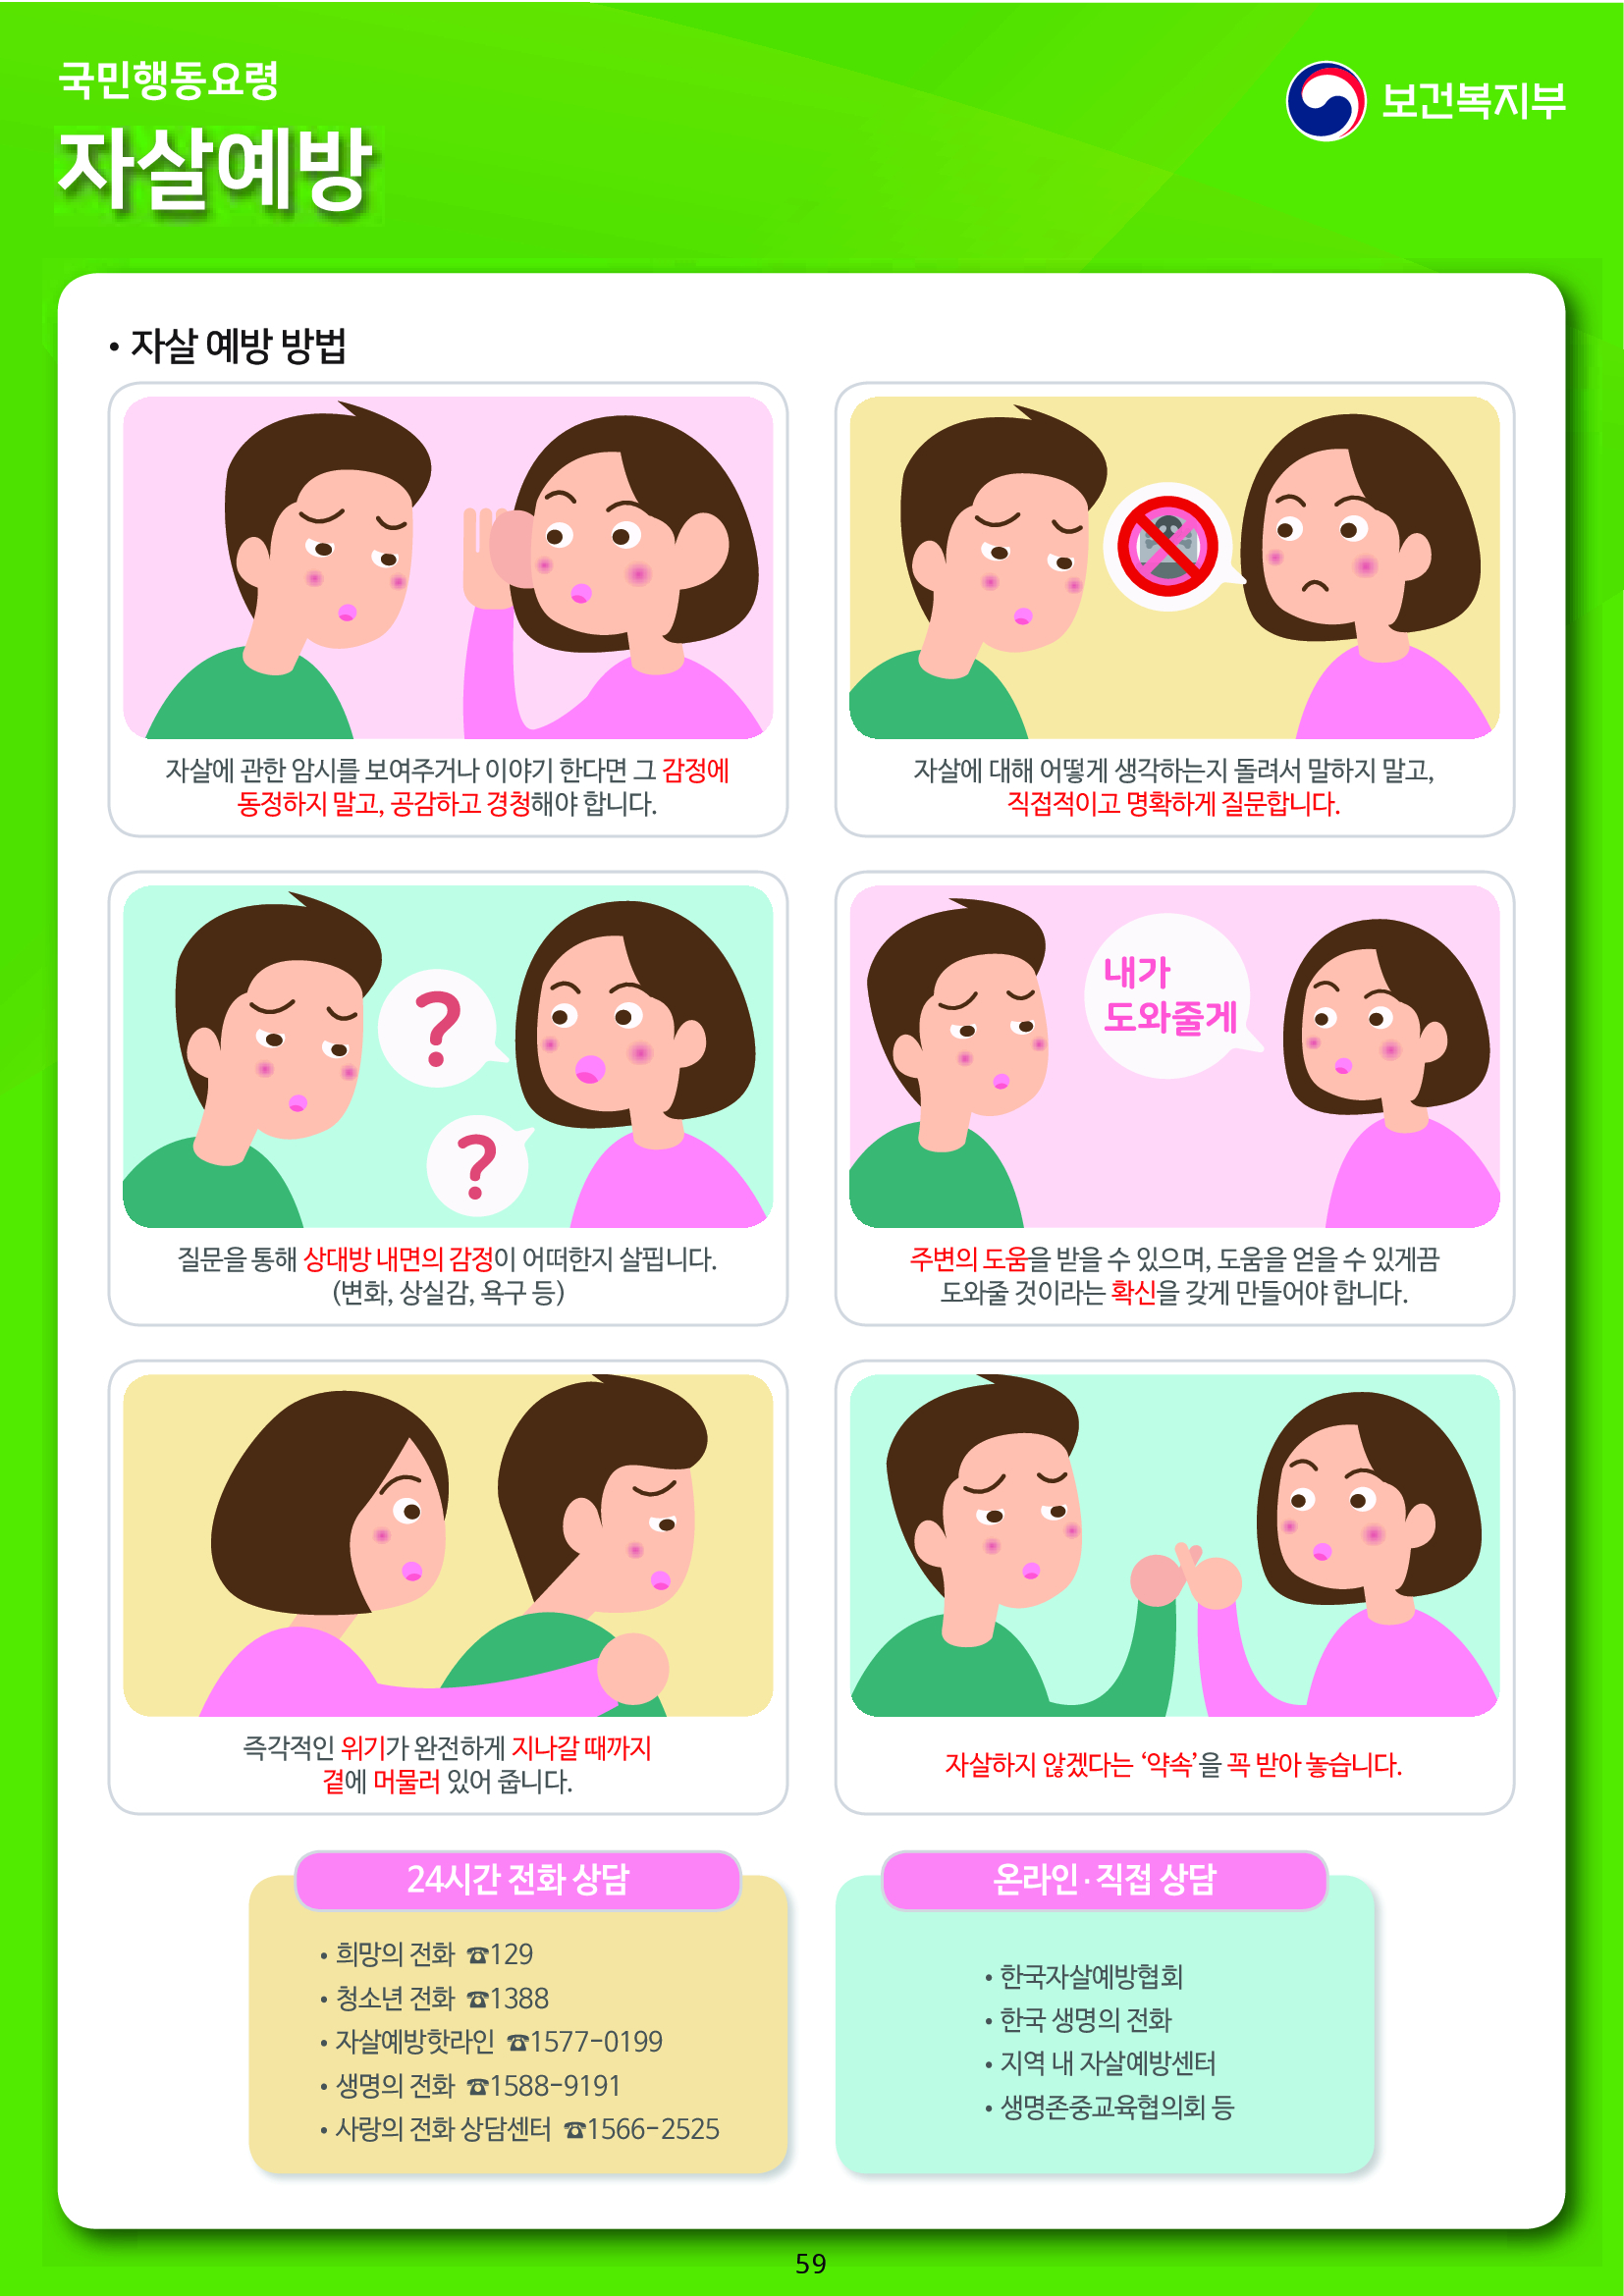 국민행동요령
자살예방
보건복지부
• 자살 예방 방법
자살에 관한 암시를 보여주거나 이야기 한다면 그 감정에
동정하지 말고, 공감하고 경청해야 합니다.
자살에 대해 어떻게 생각하는지 돌려서 말하지 말고,
직접적이고 명확하게 질문합니다.
?
?
질문을 통해 상대방 내면의 감정이 어떠한지 살핍니다.
(변화, 상실감, 욕구 등)
내가
도와줄게
주변의 도움을 받을 수 있으며, 도움을 얻을 수 있게끔
도와줄 것이라는 확신을 갖게 만들어야 합니다.
즉각적인 위기가 완전하게 지나갈 때까지
곁에 머물러 있어 줍니다.
자살하지 않겠다는 ‘약속’을 꼭 받아 놓습니다.
24시간 전화 상담
• 희망의 전화 ☎129
• 청소년 전화 ☎1388
• 자살예방핫라인 ☎1577-0199
• 생명의 전화 ☎1588-9191
• 사랑의 전화 상담센터 ☎1566-2525
온라인·직접 상담
• 한국자살예방협회
• 한국 생명의 전화
• 지역 내 자살예방센터
• 생명존중교육협의회 등
59